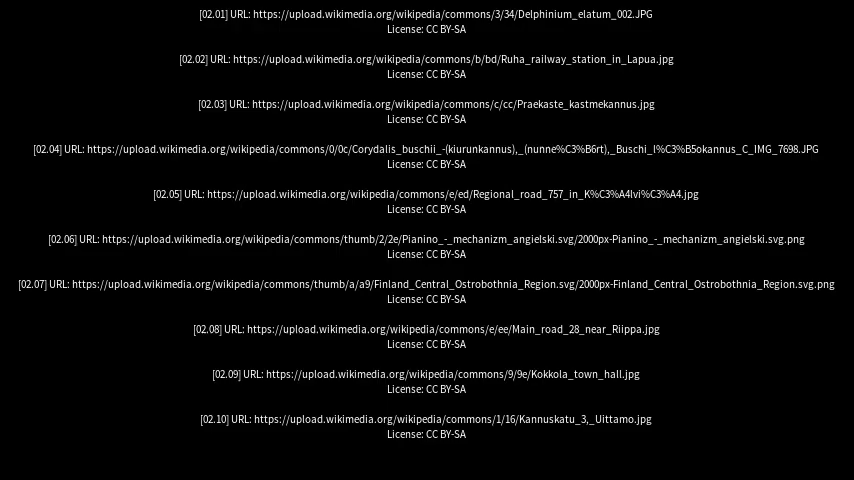 [02.01] URL: https://upload.wikimedia.org/wikipedia/commons/3/34/Delphinium_elatum_002.JPG
License: CC BY-SA
[02.02] URL: https://upload.wikimedia.org/wikipedia/commons/b/bd/Ruha_railway_station_in_Lapua.jpg
License: CC BY-SA
[02.03] URL: https://upload.wikimedia.org/wikipedia/commons/c/cc/Praekaste_kastmekannus.jpg
License: CC BY-SA
[02.04] URL: https://upload.wikimedia.org/wikipedia/commons/0/0c/Corydalis_buschii_-(kiurunkannus),_(nunne%C3%B6rt),_Buschi_l%C3%B5okannus_C_IMG_7698.JPG
License: CC BY-SA
[02.05] URL: https://upload.wikimedia.org/wikipedia/commons/e/ed/Regional_road_757_in_K%C3%A4lvi%C3%A4.jpg
License: CC BY-SA
[02.06] URL: https://upload.wikimedia.org/wikipedia/commons/thumb/2/2e/Pianino_-_mechanizm_angielski.svg/2000px-Pianino_-_mechanizm_angielski.svg.png
License: CC BY-SA
[02.07] URL: https://upload.wikimedia.org/wikipedia/commons/thumb/a/a9/Finland_Central_Ostrobothnia_Region.svg/2000px-Finland_Central_Ostrobothnia_Region.svg.png
License: CC BY-SA
[02.08] URL: https://upload.wikimedia.org/wikipedia/commons/e/ee/Main_road_28_near_Riippa.jpg
License: CC BY-SA
[02.09] URL: https://upload.wikimedia.org/wikipedia/commons/9/9e/Kokkola_town_hall.jpg
License: CC BY-SA
[02.10] URL: https://upload.wikimedia.org/wikipedia/commons/1/16/Kannuskatu_3,_Uittamo.jpg
License: CC BY-SA